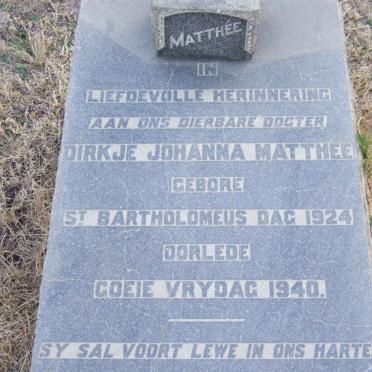 MATTHÉE
IN
LIEFDEVOLLE HERINNERING
AAN ONS DIERBARE DOGTER
DIRKJE JOHANNA MATTHÉE
GEBORE
ST BARTHOLOMEUS DAG 1924
OORLEDE
GOEIE VRYDAG 1940.
SY SAL VOORT LEWE IN ONS HARTE